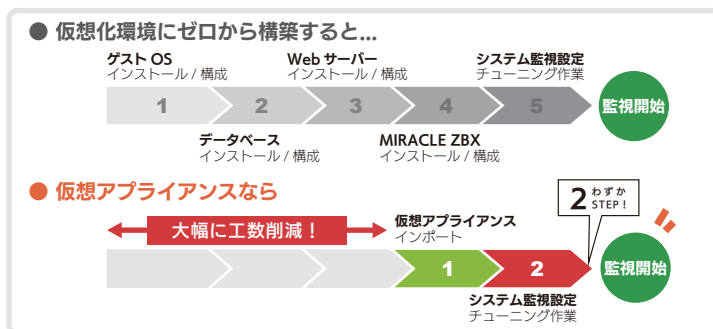 ● 仮想化環境にゼロから構築すると...
ゲスト OS
インストール / 構成
Web サーバー
インストール / 構成
システム監視設定
チューニング作業
1
2
3
4
5
監視開始
データベース
インストール / 構成
MIRACLE ZBX
インストール / 構成
● 仮想アプライアンスなら
2 わずか
STEP！
大幅に工数削減！
仮想アプライアンス
インポート
1
2
監視開始
システム監視設定
チューニング作業